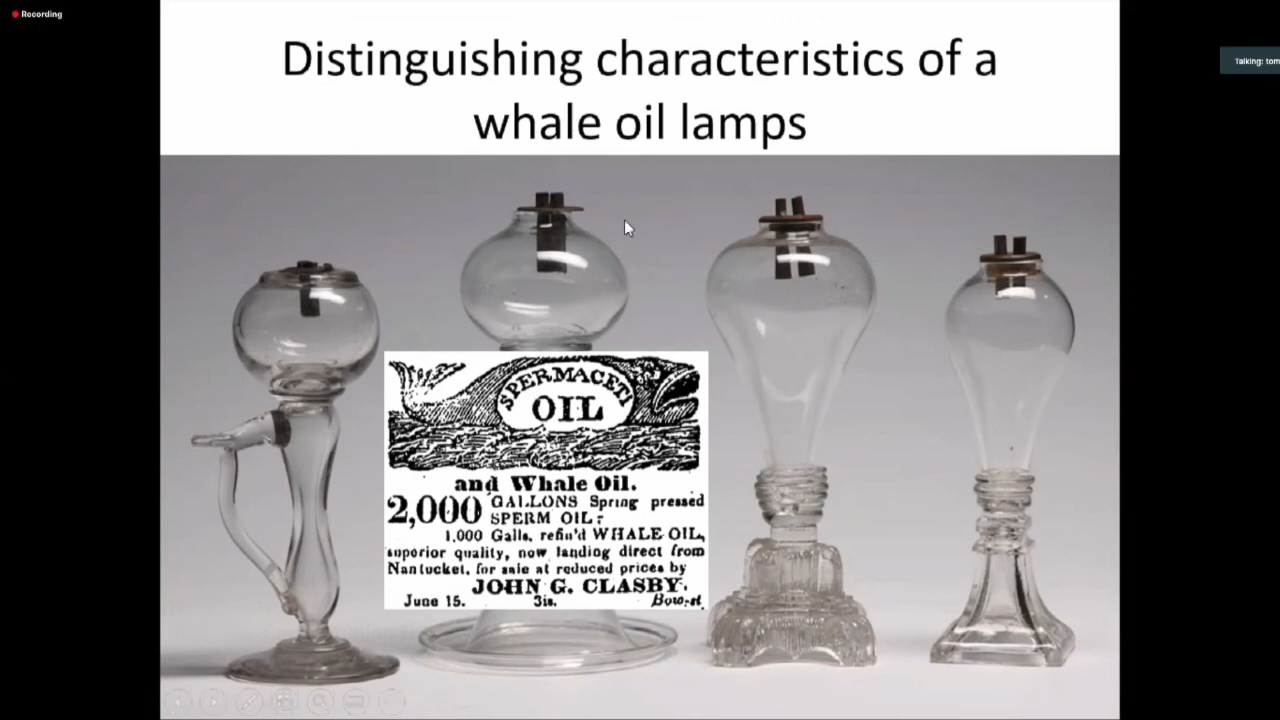 Recording
Distinguishing characteristics of a
whale oil lamps
Talking: tom
SPERMACETI
OIL
and Whale Oil.
2,000 GALLONS Spring pressed
SPERM OIL;
1,000 Galls. refin'd WHALE OIL,
superior quality, now landing direct from
Nantucket, for sale at reduced prices by
JOHN G. CLASBY.
June 15. 3is. Bow-st.